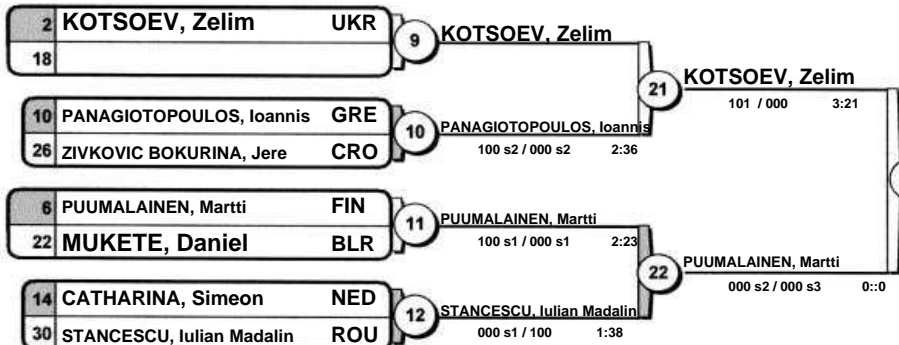 2 KOTSOEV, Zelim UKR
18
9
KOTSOEV, Zelim
10 PANAGIOTOPOULOS, Ioannis GRE
26 ZIVKOVIC BOKURINA, Jere CRO
10
PANAGIOTOPOULOS, Ioannis
100 s2 / 000 s2 2:36
21
KOTSOEV, Zelim
101 / 000 3:21
6 PUUMALAINEN, Martti FIN
22 MUKETE, Daniel BLR
11
PUUMALAINEN, Martti
100 s1 / 000 s1 2:23
14 CATHARINA, Simeon NED
30 STANCESCU, Iulian Madalin ROU
12
STANCESCU, Iulian Madalin
000 s1 / 100 1:38
22
PUUMALAINEN, Martti
000 s2 / 000 s3 0::0